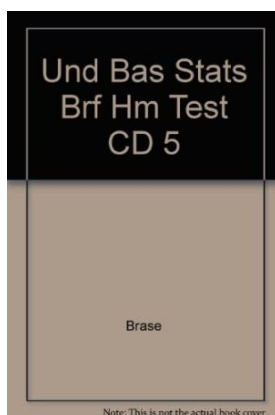 Und Bas Stats
Brf Hm Test
CD 5
Brase
Note: This is not the actual book cover